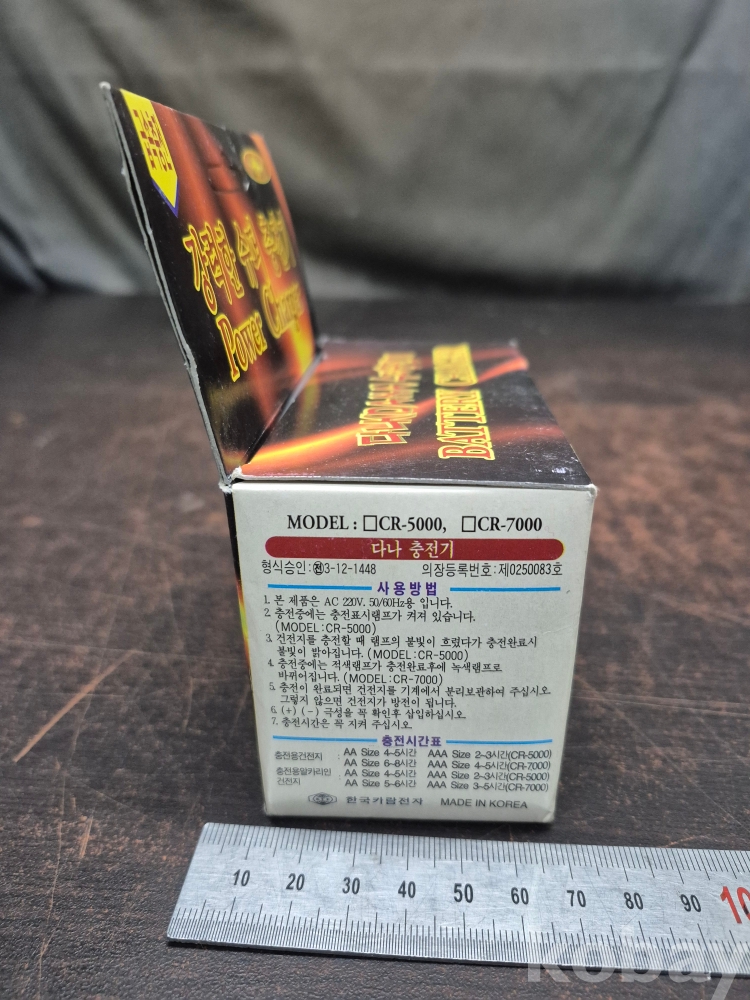 강력한
Power
BATTERY
MODEL : □CR-5000, □CR-7000
다나 충전기
형식승인:㉠3-12-1448 의장등록번호:제0250083호
사용방법
1. 본 제품은 AC 220V. 50/60Hz용 입니다.
2. 충전중에는 충전표시램프가 켜져 있습니다.
(MODEL:CR-5000)
3. 건전지를 충전할 때 램프의 불빛이 흐렸다가 충전완료시
불빛이 밝아집니다. (MODEL:CR-5000)
4. 충전중에는 적색램프가 충전완료후에 녹색램프로
바뀌어집니다. (MODEL:CR-7000)
5. 충전이 완료되면 건전지를 기계에서 분리보관하여 주십시오.
그렇지 않으면 건전지가 방전이 됩니다.
6. (+) (-) 극성을 꼭 확인후 삽입하십시오.
7. 충전시간은 꼭 지켜 주십시오.
충전시간표
충전용건전지 : AA Size 4~5시간 AAA Size 2~3시간(CR-5000)
AA Size 6~8시간 AAA Size 4~5시간(CR-7000)
충전용알카라인 건전지 : AA Size 4~5시간 AAA Size 2~3시간(CR-5000)
AA Size 5~6시간 AAA Size 3~5시간(CR-7000)
한국키람전자 MADE IN KOREA
10 20 30 40 50 60 70 80 90 10
kobay